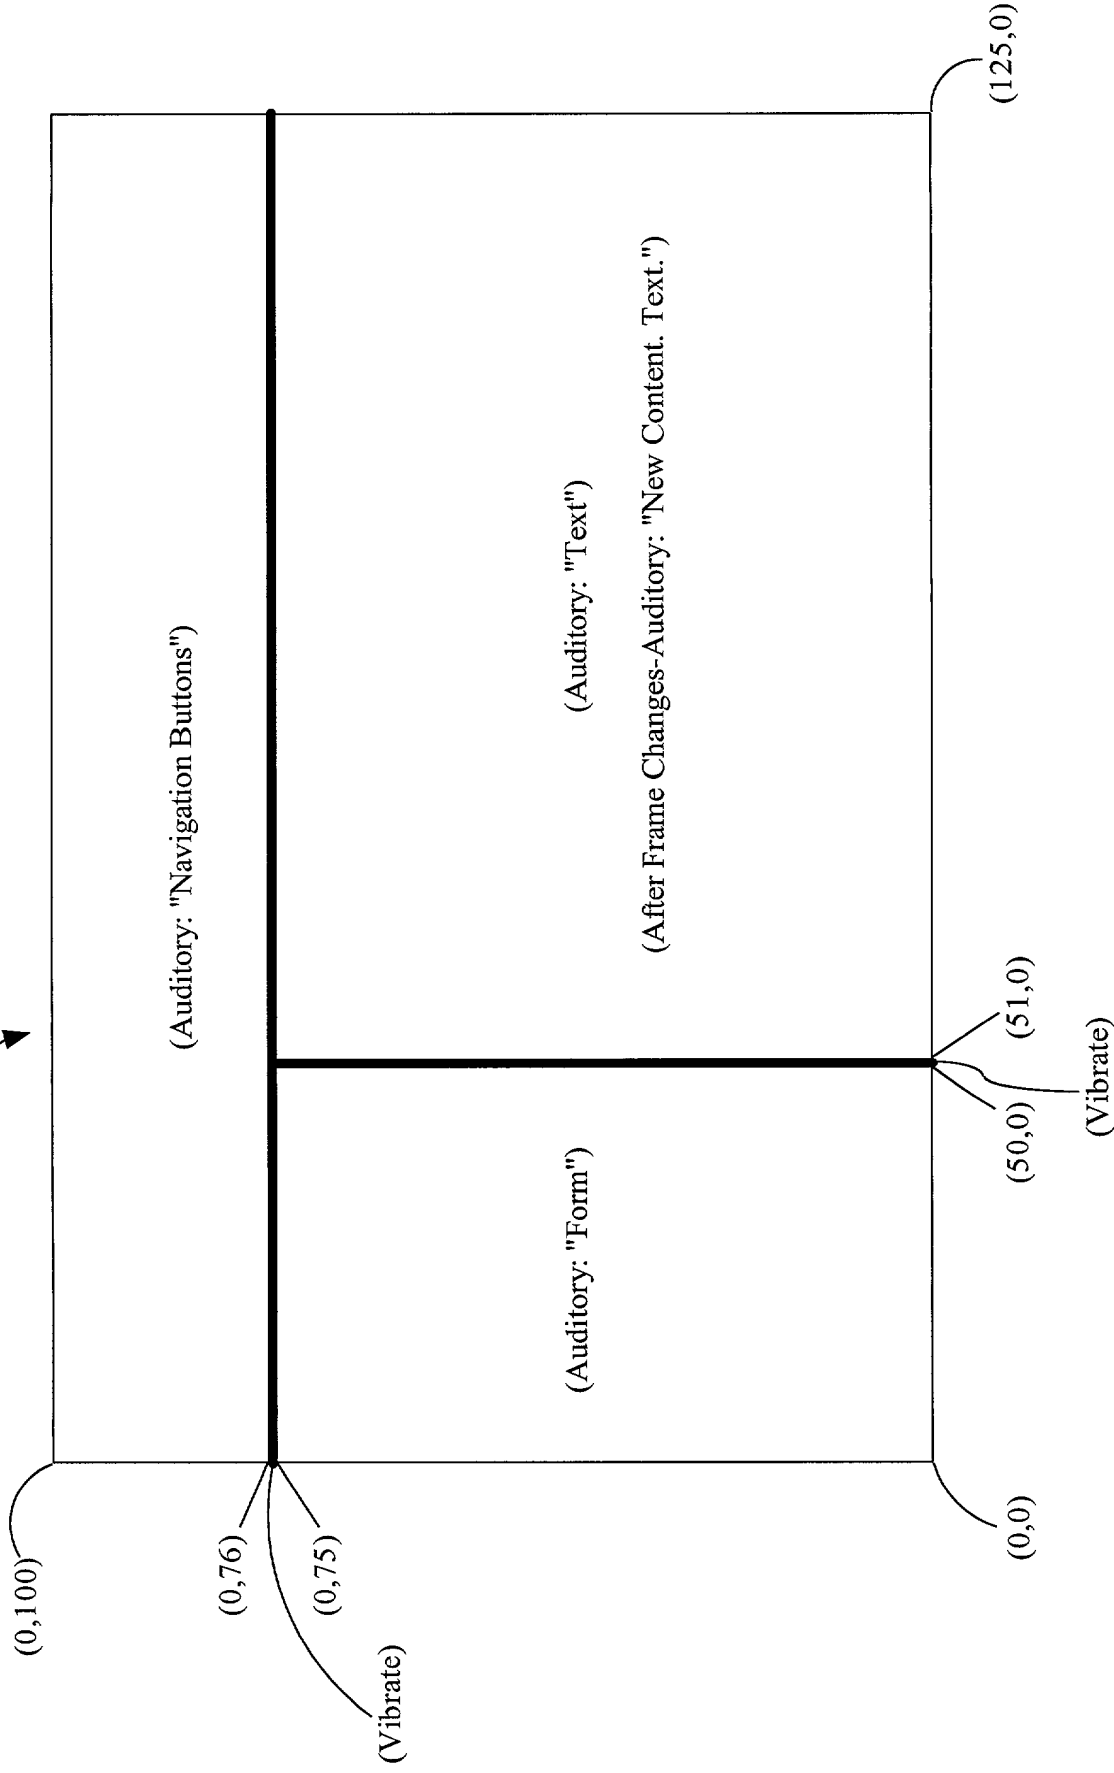 (0,100)
(Auditory: "Navigation Buttons")
(0,76)
(0,75)
(Vibrate)
(Auditory: "Form")
(Auditory: "Text")
(After Frame Changes-Auditory: "New Content. Text.")
(0,0)
(50,0)
(51,0)
(125,0)
(Vibrate)